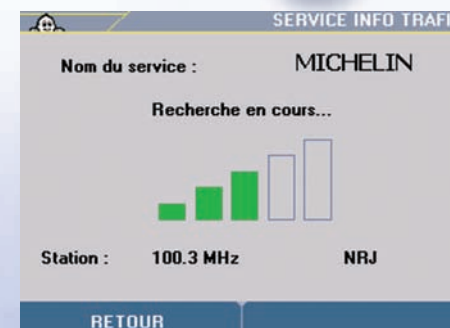 SERVICE INFO TRAFI
Nom du service : MICHELIN
Recherche en cours...
Station : 100.3 MHz NRJ
RETOUR